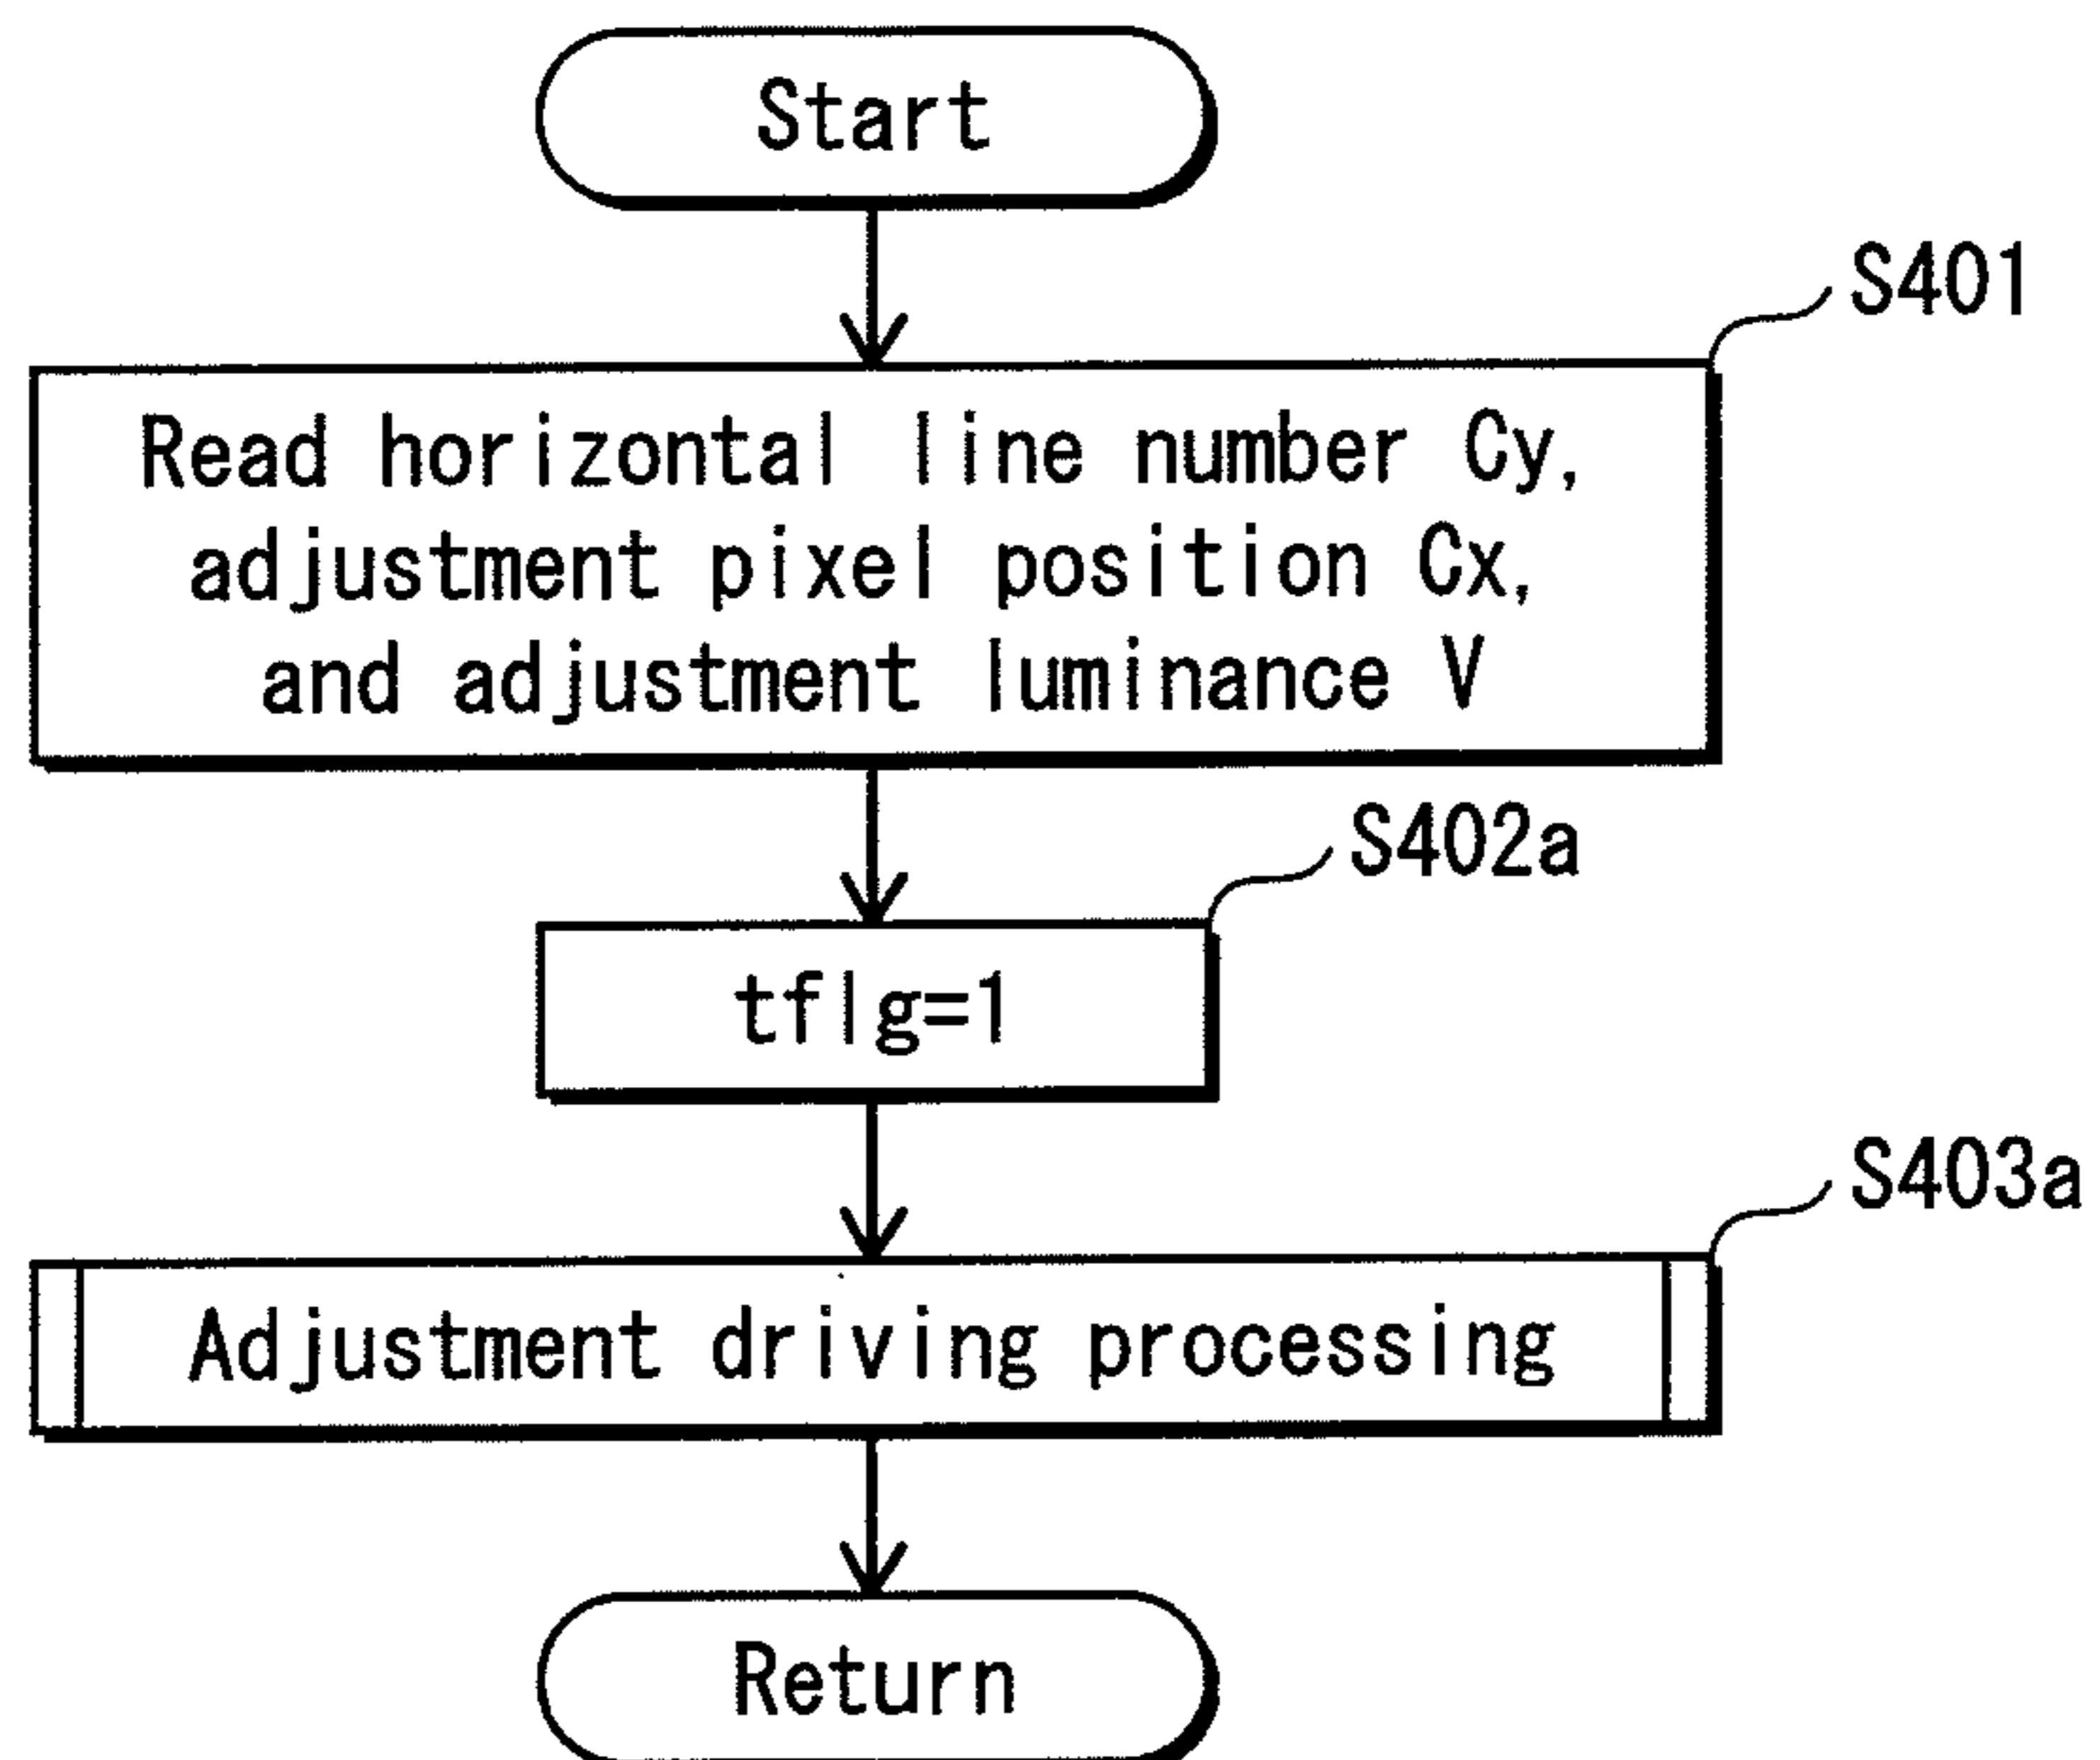 Start
S401
Read horizontal line number Cy,
adjustment pixel position Cx,
and adjustment luminance V
S402a
tflg=1
S403a
Adjustment driving processing
Return